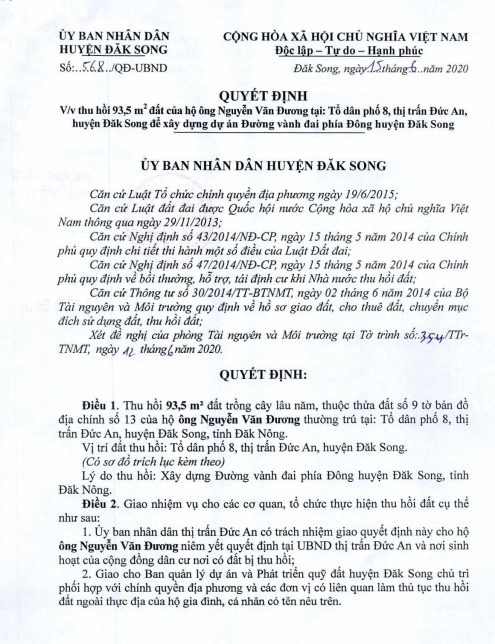 ỦY BAN NHÂN DÂN
HUYỆN ĐĂK SONG
Số:..568../QĐ-UBND
CỘNG HÒA XÃ HỘI CHỦ NGHĨA VIỆT NAM
Độc lập – Tự do – Hạnh phúc
Đăk Song, ngày15tháng6..năm 2020
QUYẾT ĐỊNH
V/v thu hồi 93,5 m² đất của hộ ông Nguyễn Văn Đương tại: Tổ dân phố 8, thị trấn Đức An,
huyện Đăk Song để xây dựng dự án Đường vành đai phía Đông huyện Đăk Song
ỦY BAN NHÂN DÂN HUYỆN ĐĂK SONG
Căn cứ Luật Tổ chức chính quyền địa phương ngày 19/6/2015;
Căn cứ Luật đất đai được Quốc hội nước Cộng hòa xã hộ chủ nghĩa Việt
Nam thông qua ngày 29/11/2013;
Căn cứ Nghị định số 43/2014/NĐ-CP, ngày 15 tháng 5 năm 2014 của Chính
phủ quy định chi tiết thi hành một số điều của Luật Đất đai;
Căn cứ Nghị định số 47/2014/NĐ-CP, ngày 15 tháng 5 năm 2014 của Chính
phủ quy định về bồi thường, hỗ trợ, tái định cư khi Nhà nước thu hồi đất;
Căn cứ Thông tư số 30/2014/TT-BTNMT, ngày 02 tháng 6 năm 2014 của Bộ
Tài nguyên và Môi trường quy định về hồ sơ giao đất, cho thuê đất, chuyển mục
đích sử dụng đất, thu hồi đất;
Xét đề nghị của phòng Tài nguyên và Môi trường tại Tờ trình số:.354/TTr-
TNMT, ngày 12 tháng6năm 2020.
QUYẾT ĐỊNH:
Điều 1. Thu hồi 93,5 m² đất trồng cây lâu năm, thuộc thửa đất số 9 tờ bản đồ
địa chính số 13 của hộ ông Nguyễn Văn Đương thường trú tại: Tổ dân phố 8, thị
trấn Đức An, huyện Đăk Song, tỉnh Đăk Nông.
Vị trí đất thu hồi: Tổ dân phố 8, thị trấn Đức An, huyện Đăk Song.
(Có sơ đồ trích lục kèm theo)
Lý do thu hồi: Xây dựng Đường vành đai phía Đông huyện Đăk Song, tỉnh
Đăk Nông.
Điều 2. Giao nhiệm vụ cho các cơ quan, tổ chức thực hiện thu hồi đất cụ thể
như sau:
1. Ủy ban nhân dân thị trấn Đức An có trách nhiệm giao quyết định này cho hộ
ông Nguyễn Văn Đương niêm yết quyết định tại UBND thị trấn Đức An và nơi sinh
hoạt của cộng đồng dân cư nơi có đất bị thu hồi;
2. Giao cho Ban quản lý dự án và Phát triển quỹ đất huyện Đăk Song chủ trì
phối hợp với chính quyền địa phương và các đơn vị có liên quan làm thủ tục thu hồi
đất ngoài thực địa của hộ gia đình, cá nhân có tên nêu trên.